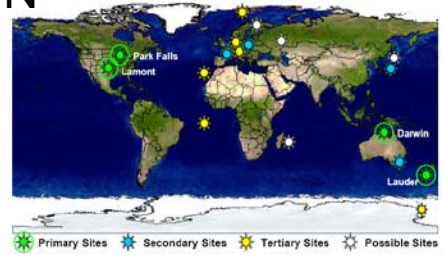 N
Park Falls
Lamont
Darwin
Lauder
Primary Sites
Secondary Sites
Tertiary Sites
Possible Sites